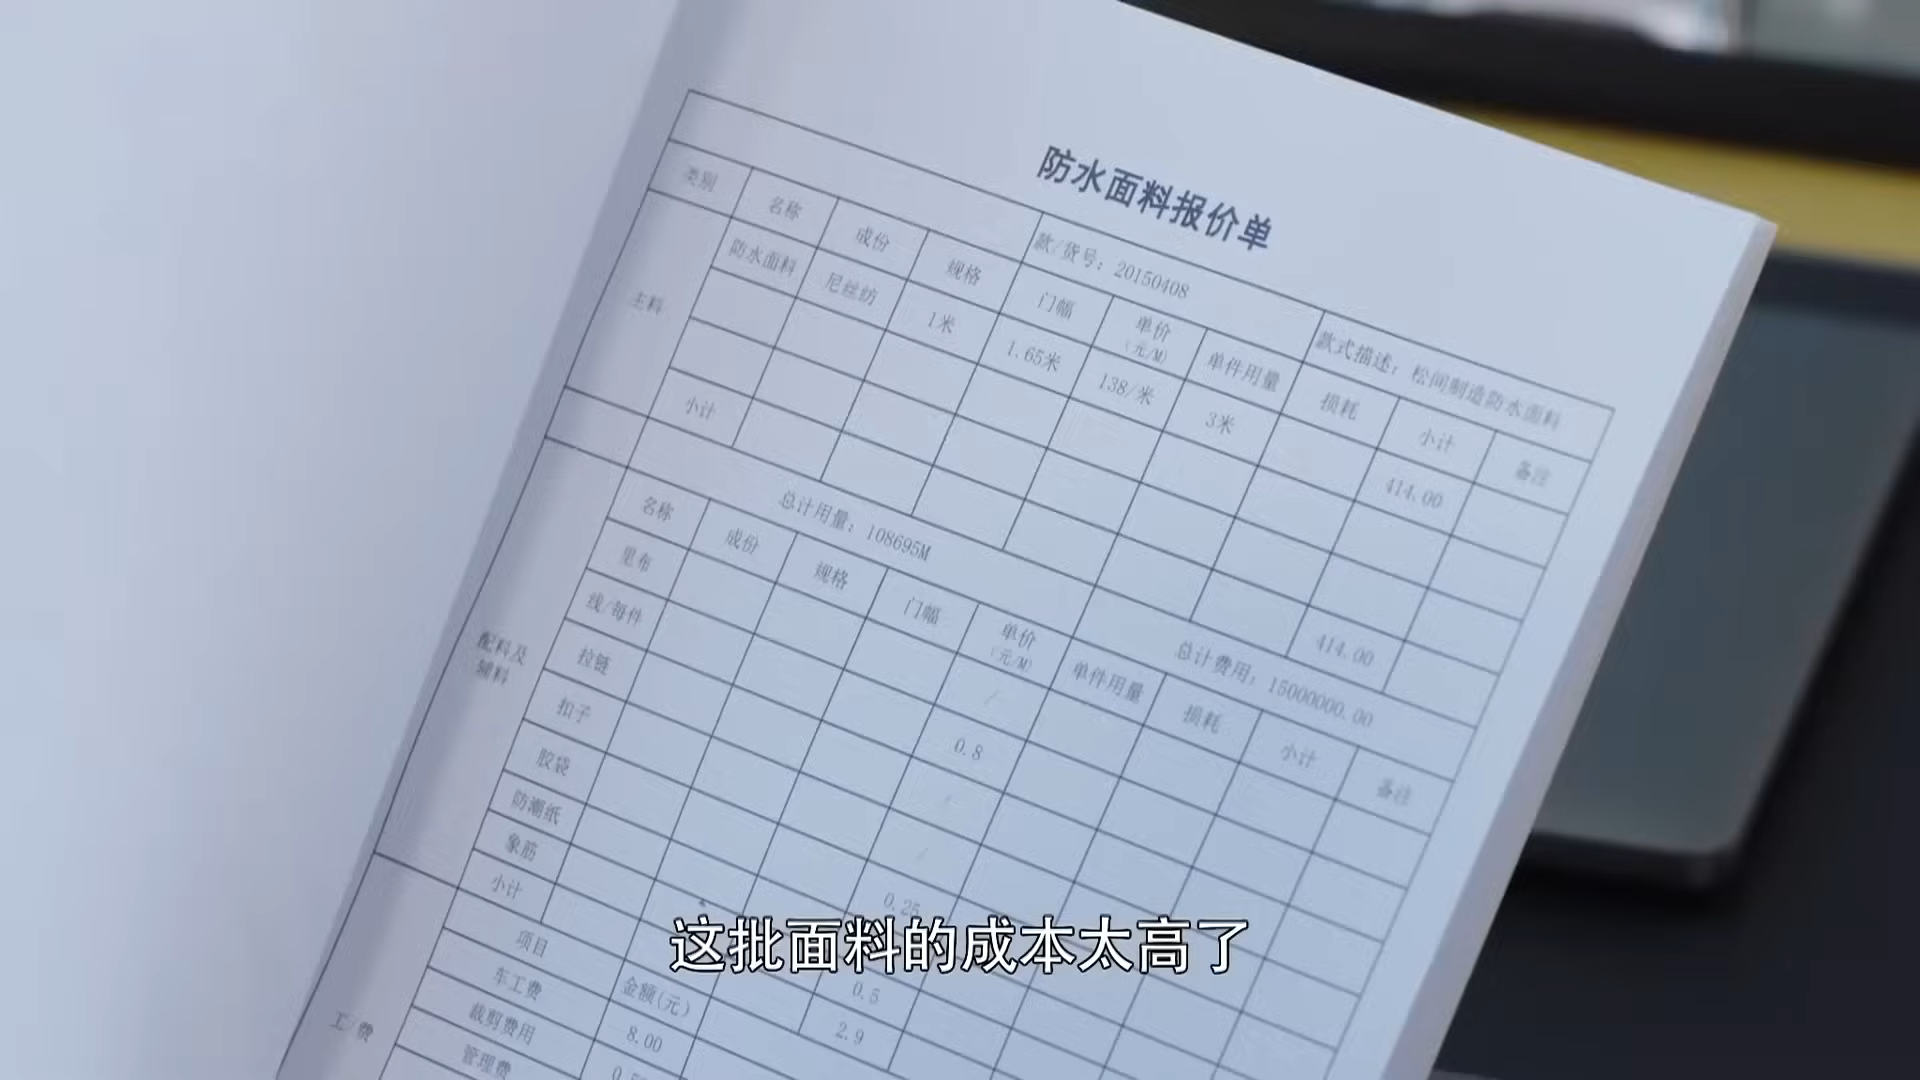 防水面料报价单
款/货号：20150408
款式描述：松间制造防水面料
类别 名称 成份 规格 门幅 单价(元/M) 单件用量 损耗 小计 备注
主料 防水面料 尼丝纺 1米 1.65米 138/米 3米 414.00
小计 414.00
总计用量：108695M 总计费用：15000000.00
配料及辅料 名称 成份 规格 门幅 单价(元/M) 单件用量 损耗 小计 备注
里布 /
线/每件 0.8
拉链 /
扣子 /
胶袋 0.25
防潮纸
象筋 0.5
小计 2.9
工/费 项目 金额(元)
车工费 8.00
裁剪费用
管理费
这批面料的成本太高了